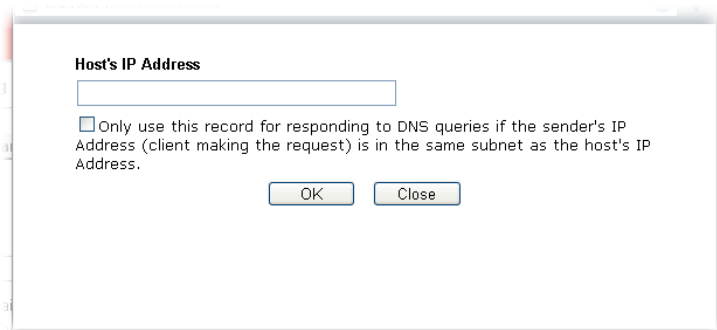 Host's IP Address
Only use this record for responding to DNS queries if the sender's IP
Address (client making the request) is in the same subnet as the host's IP
Address.
OK Close